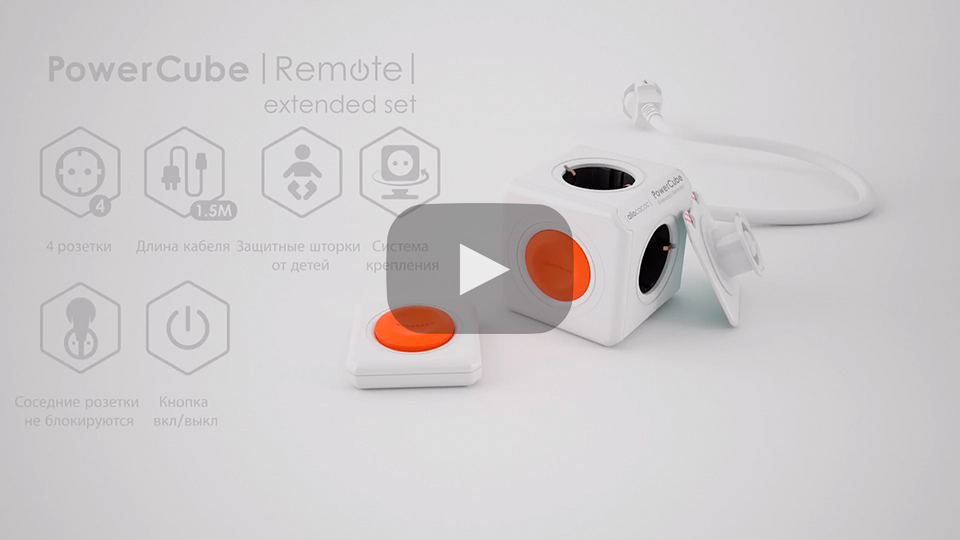 PowerCube |Remote|
extended set
4
1.5M
4 розетки
Длина кабеля
Защитные шторки
от детей
Система
крепления
Соседние розетки
не блокируются
Кнопка
вкл/выкл
PowerCube